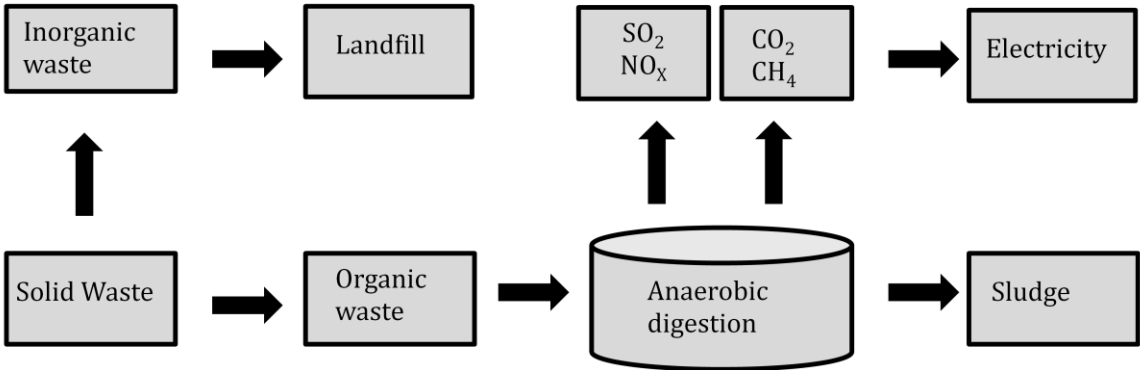 Inorganic
waste
Landfill
SO₂
NOₓ
CO₂
CH₄
Electricity
Solid Waste
Organic
waste
Anaerobic
digestion
Sludge